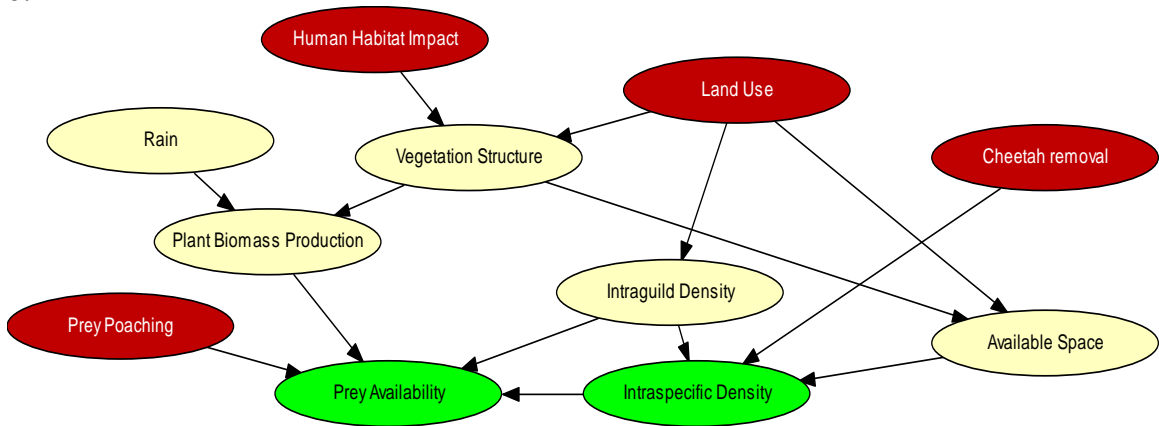 Human Habitat Impact
Land Use
Rain
Vegetation Structure
Cheetah removal
Plant Biomass Production
Intraguild Density
Prey Poaching
Available Space
Prey Availability
Intraspecific Density